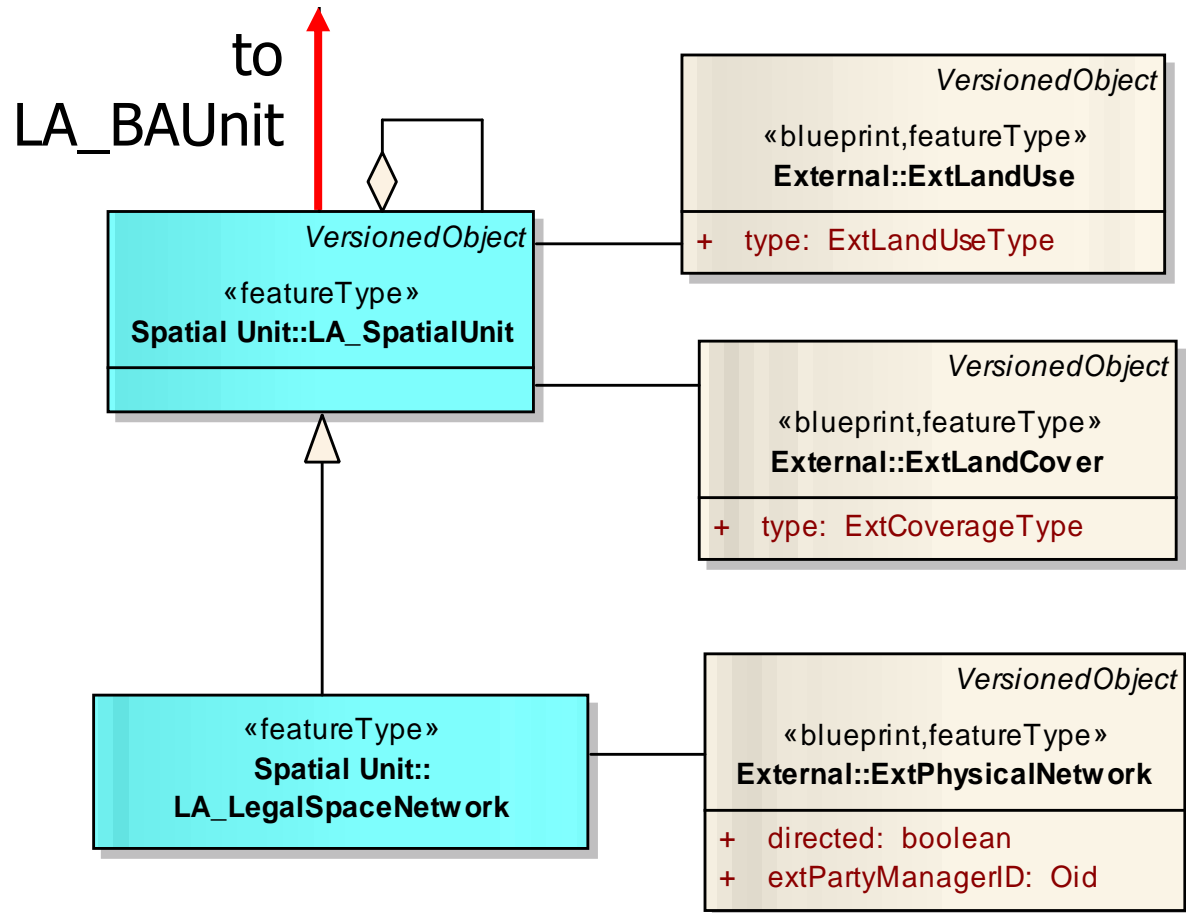 to
LA_BAUnit
VersionedObject
«featureType»
Spatial Unit::LA_SpatialUnit
VersionedObject
«blueprint,featureType»
External::ExtLandUse
+ type: ExtLandUseType
VersionedObject
«blueprint,featureType»
External::ExtLandCover
+ type: ExtCoverageType
«featureType»
Spatial Unit::
LA_LegalSpaceNetwork
VersionedObject
«blueprint,featureType»
External::ExtPhysicalNetwork
+ directed: boolean
+ extPartyManagerID: Oid